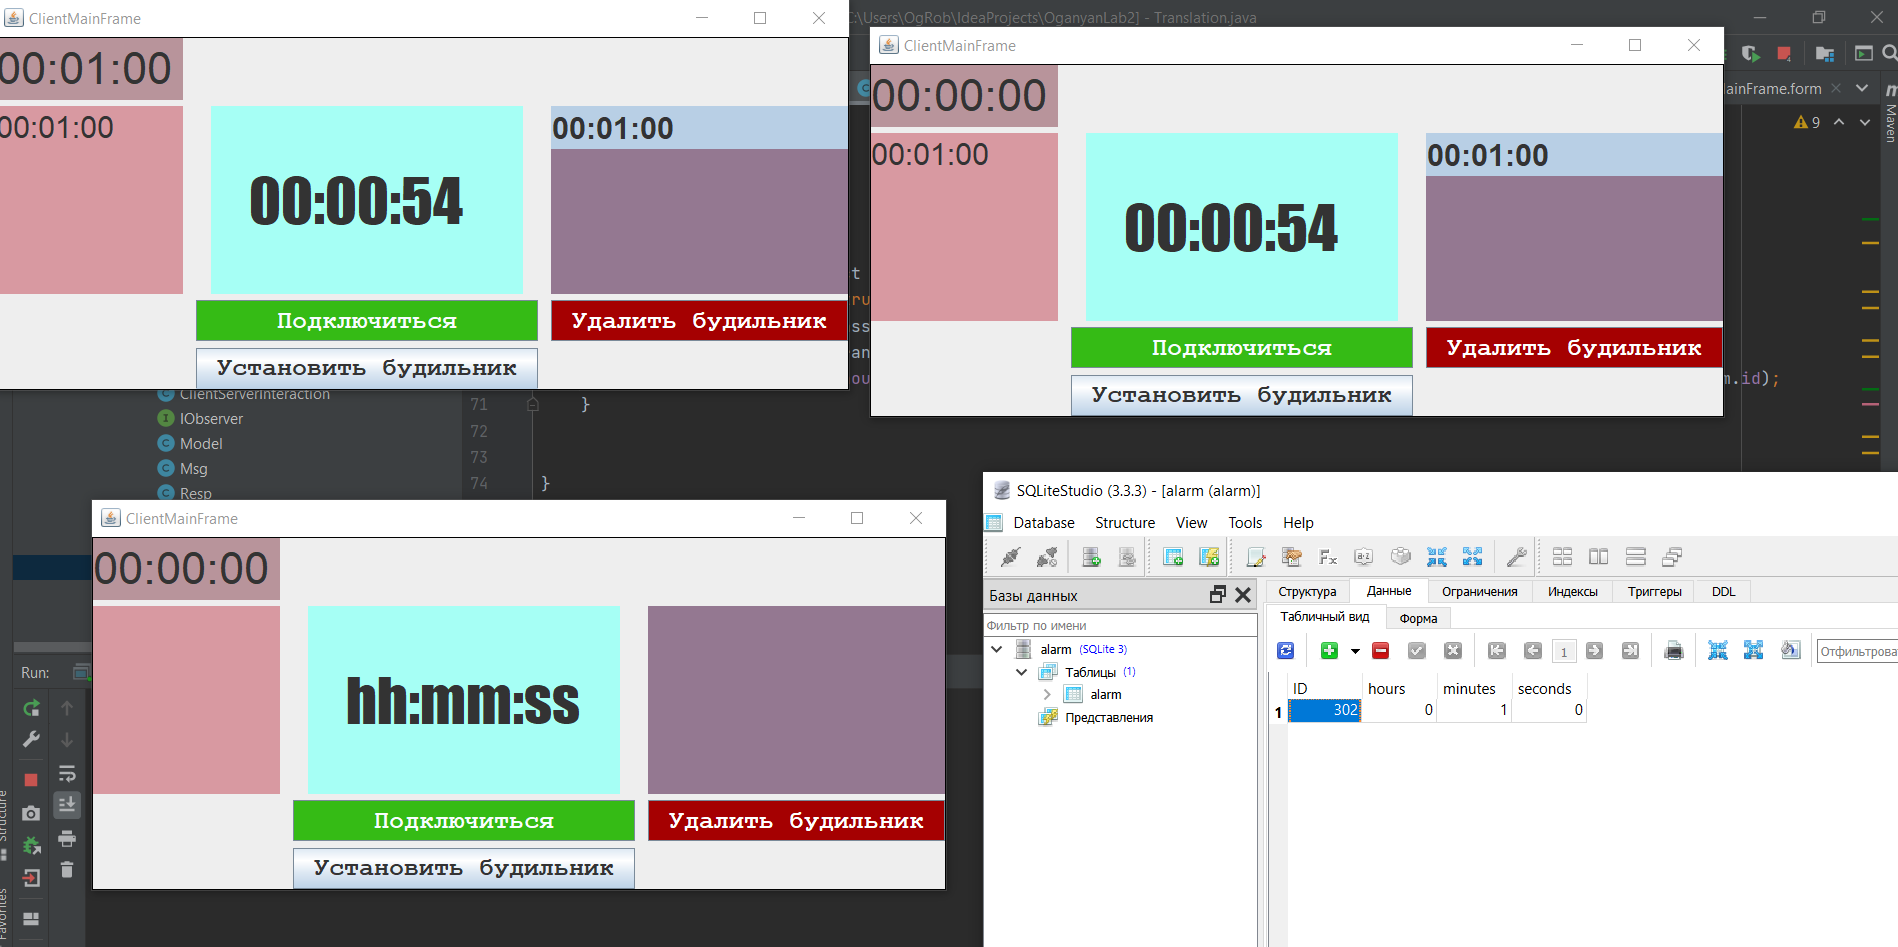 ClientMainFrame
00:01:00
00:01:00
00:00:54
00:01:00
Подключиться
Удалить будильник
Установить будильник
C:\Users\OgRob\IdeaProjects\OganyanLab2] - Translation.java
ClientMainFrame
ainFrame.form
00:00:00
00:01:00
00:00:54
00:01:00
Подключиться
Удалить будильник
Установить будильник
9
Maven
t
ru
ss
an
ou
m.id);
ClientServerInteraction
IObserver
Model
Msg
Resp
71 }
72
73
74 }
ClientMainFrame
00:00:00
hh:mm:ss
Подключиться
Удалить будильник
Установить будильник
Run:
Structure
Favorites
SQLiteStudio (3.3.3) - [alarm (alarm)]
Database Structure View Tools Help
Базы данных
Фильтр по имени
alarm (SQLite 3)
Таблицы (1)
alarm
Представления
Структура Данные Ограничения Индексы Триггеры DDL
Табличный вид Форма
1
Отфильтрова
ID hours minutes seconds
1 302 0 1 0